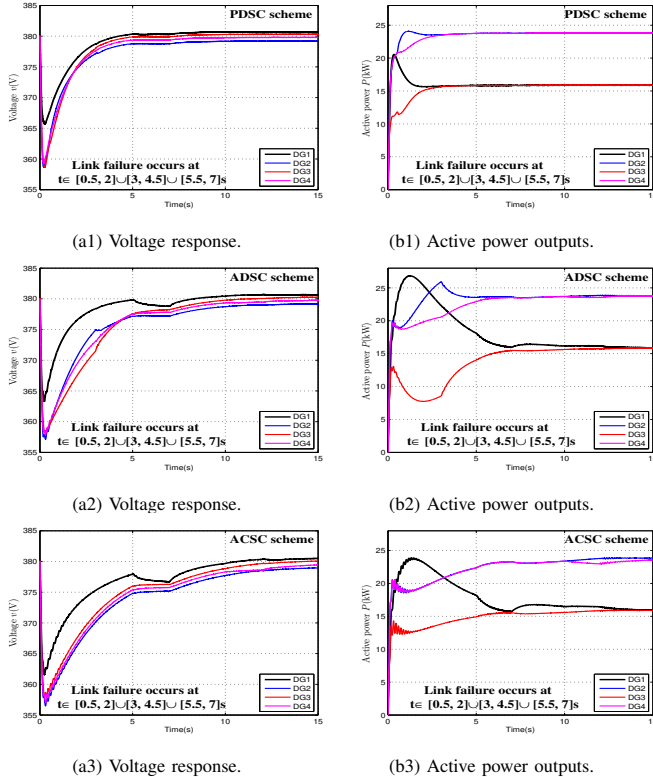 PDSC scheme
380
375
370
365
360
355
Voltage v(V)
Link failure occurs at
t∈ [0.5, 2]∪[3, 4.5]∪ [5.5, 7]s
DG1
DG2
DG3
DG4
0
5
10
15
Time(s)
(a1) Voltage response.
PDSC scheme
25
20
15
10
5
0
Active power P(kW)
Link failure occurs at
t∈ [0.5, 2]∪[3, 4.5]∪ [5.5, 7]s
DG1
DG2
DG3
DG4
0
5
10
15
Time(s)
(b1) Active power outputs.
ADSC scheme
380
375
370
365
360
355
Voltage v(V)
Link failure occurs at
t∈ [0.5, 2]∪[3, 4.5]∪ [5.5, 7]s
DG1
DG2
DG3
DG4
0
5
10
15
Time(s)
(a2) Voltage response.
ADSC scheme
25
20
15
10
5
0
Active power P(kW)
Link failure occurs at
t∈ [0.5, 2]∪[3, 4.5]∪ [5.5, 7]s
DG1
DG2
DG3
DG4
0
5
10
15
Time(s)
(b2) Active power outputs.
ACSC scheme
385
380
375
370
365
360
355
Voltage v(V)
Link failure occurs at
t∈ [0.5, 2]∪[3, 4.5]∪ [5.5, 7]s
DG1
DG2
DG3
DG4
0
5
10
15
Time(s)
(a3) Voltage response.
ACSC scheme
25
20
15
10
5
0
Active power P(kW)
Link failure occurs at
t∈ [0.5, 2]∪[3, 4.5]∪ [5.5, 7]s
DG1
DG2
DG3
DG4
0
5
10
15
Time(s)
(b3) Active power outputs.